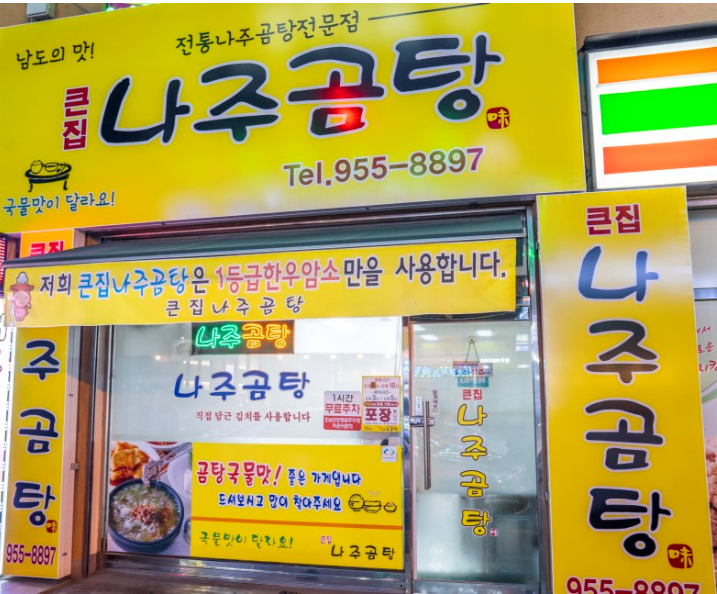 남도의 맛!
전통나주곰탕전문점
큰집
나주곰탕
味
국물맛이 달라요!
Tel.955-8897
큰집
저희 큰집나주곰탕은 1등급한우암소만을 사용합니다.
큰집나주곰탕
나주곰탕
나주곰탕
직접 담근 김치를 사용합니다
1시간
무료주차
포장
곰탕국물맛! 좋은 가게입니다
드셔보시고 많이 찾아주세요
국물맛이 달라요!
큰집
나주곰탕
큰집
나주곰탕
주곰탕
味
955-8897
큰집
나주곰탕
味
955-8897